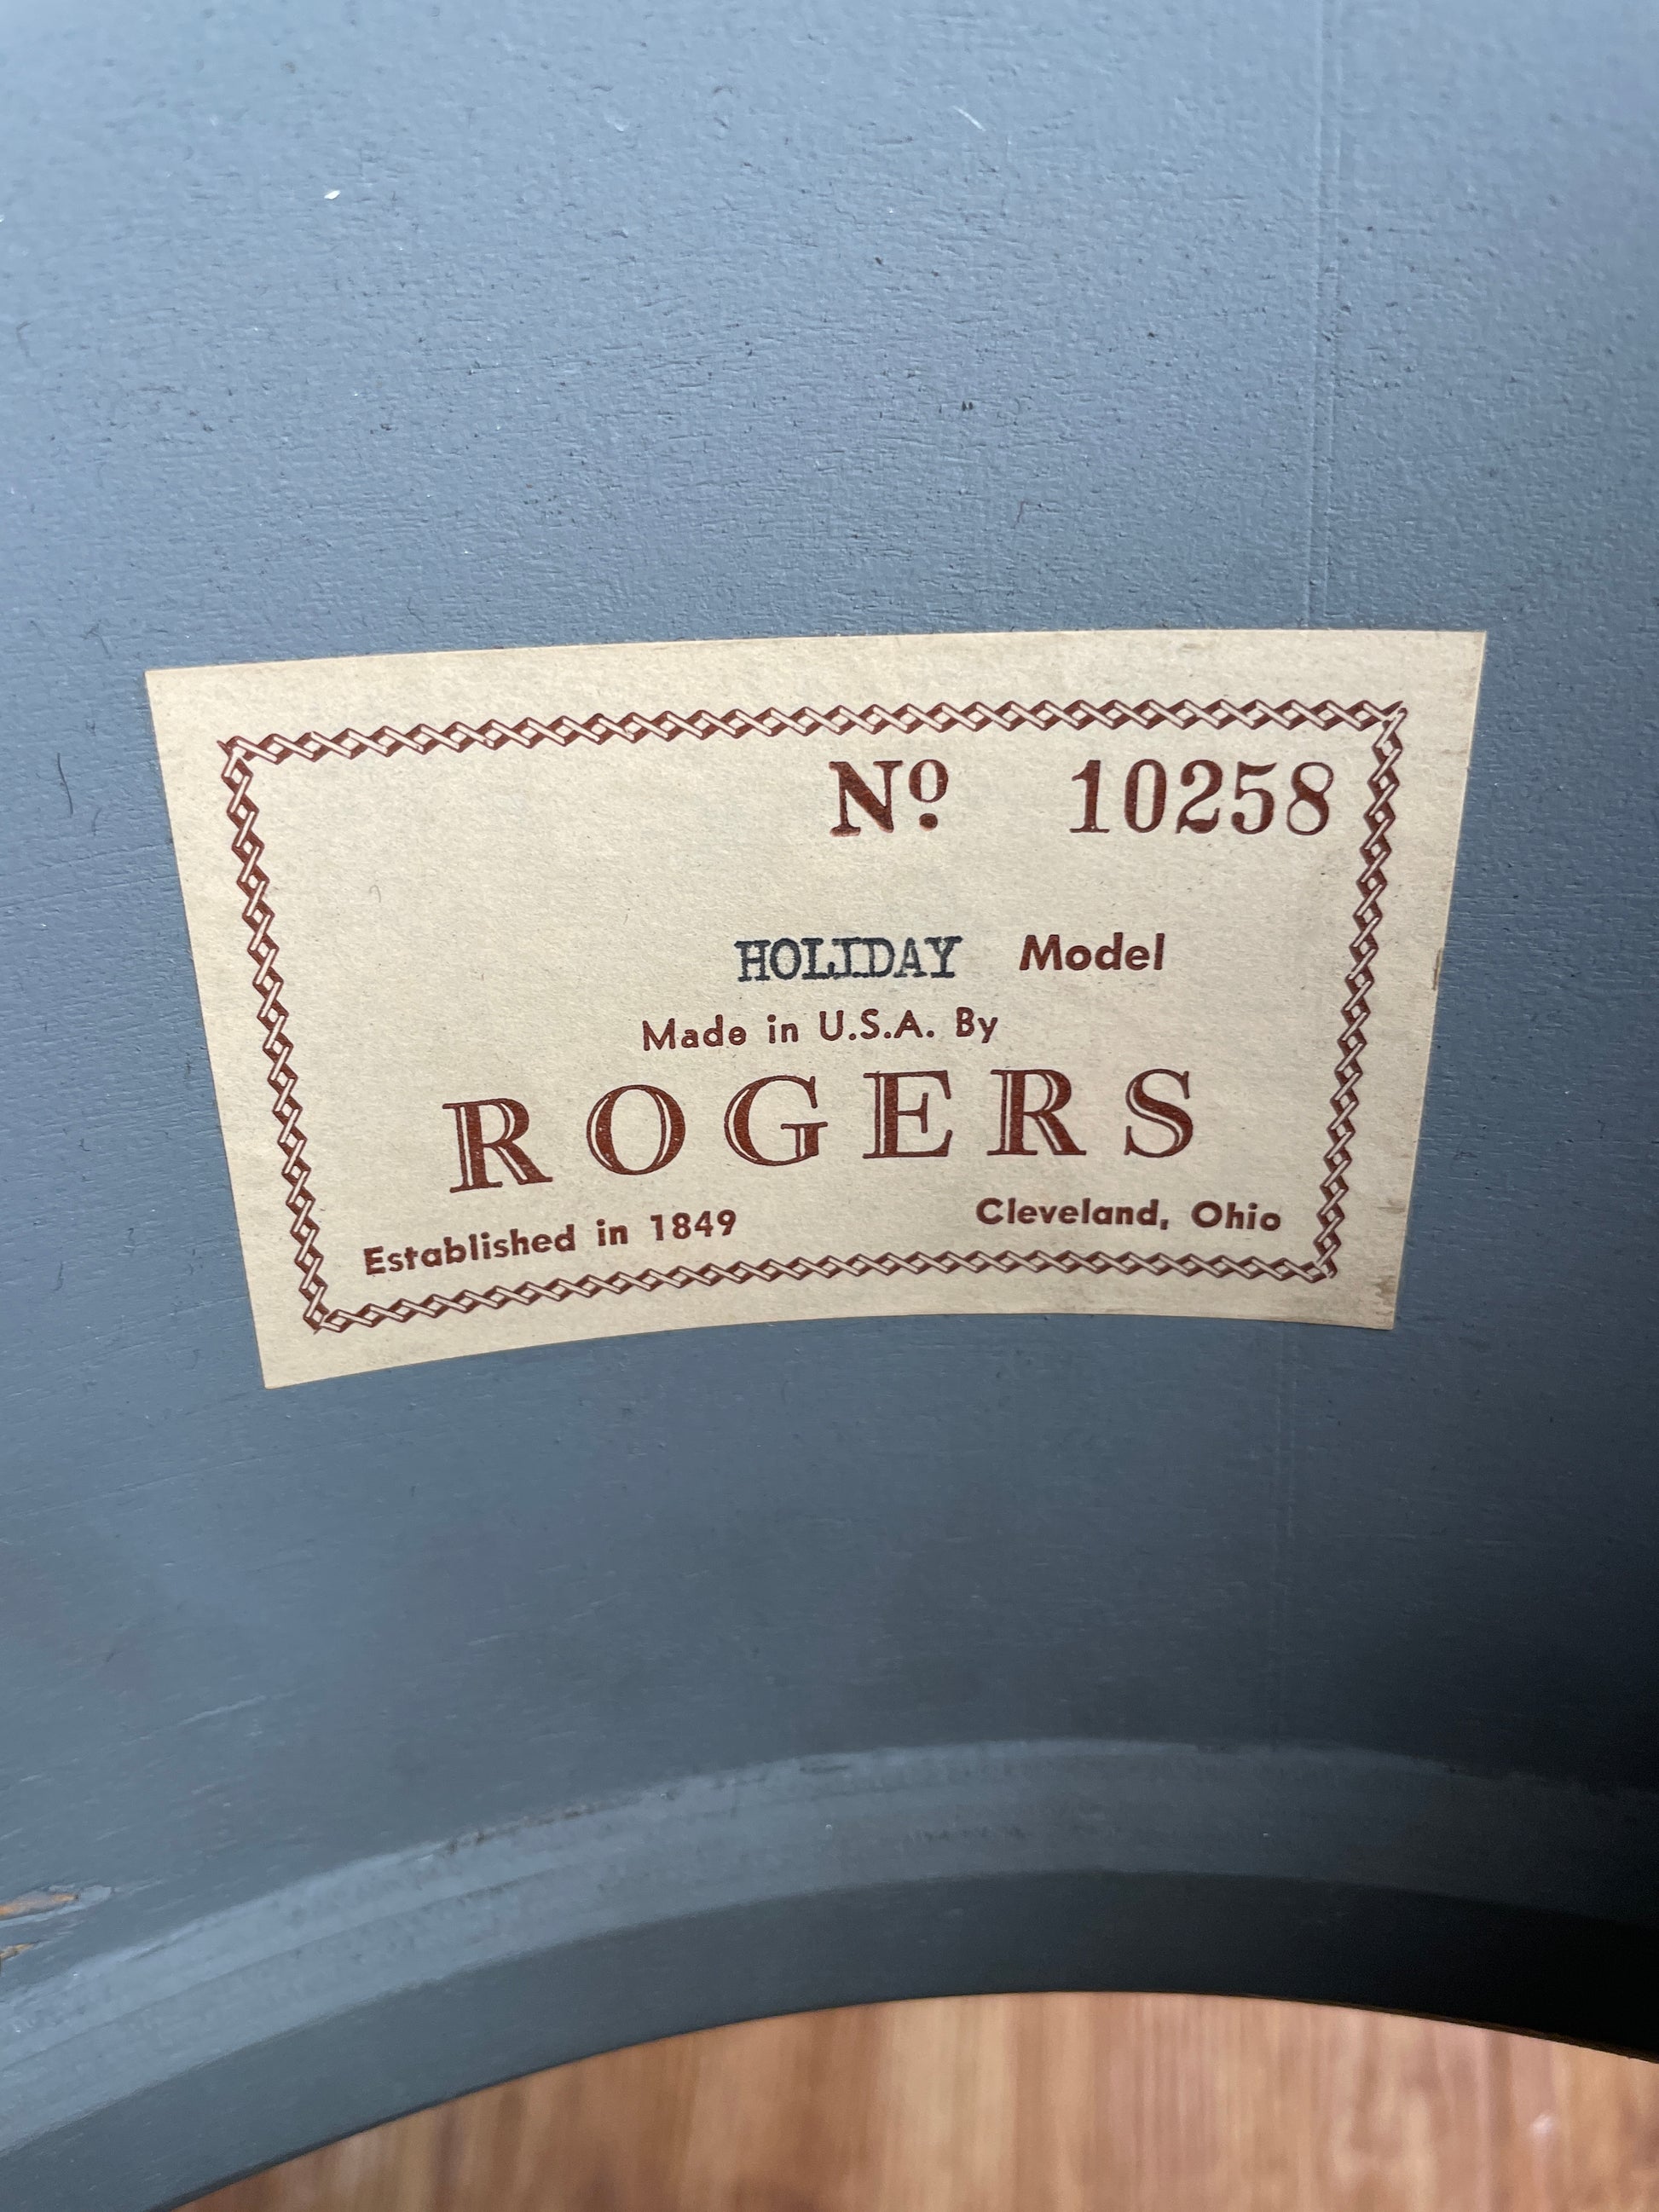 Nº 10258
HOLIDAY Model
Made in U.S.A. By
ROGERS
Established in 1849 Cleveland, Ohio